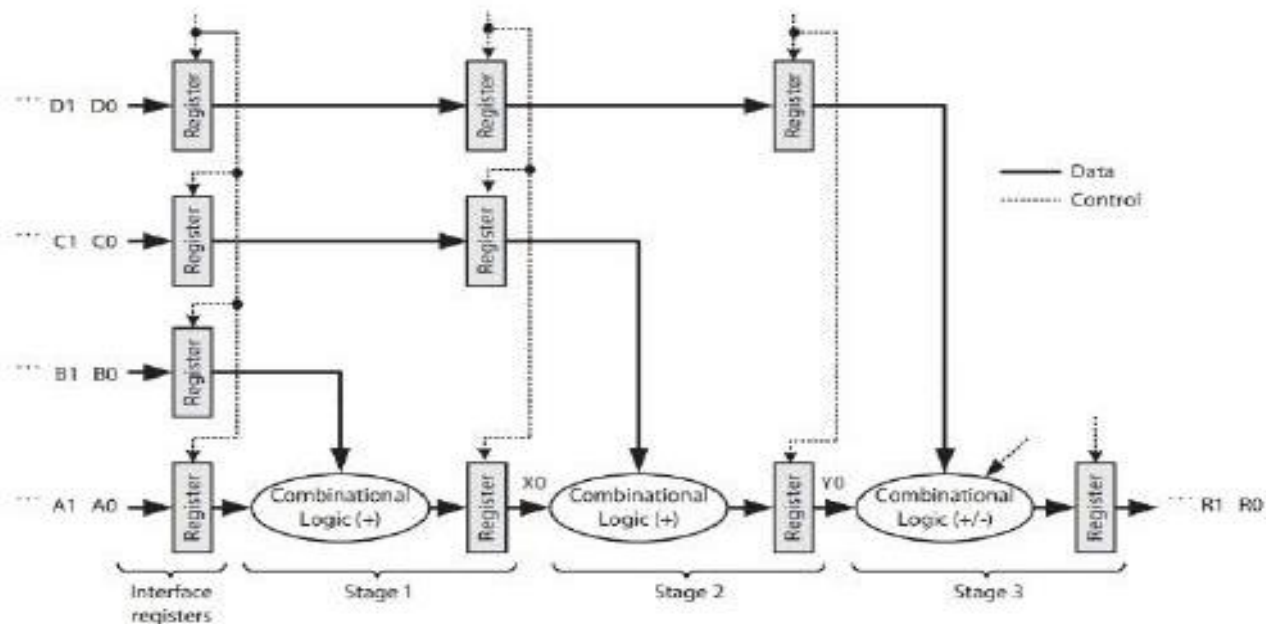 Register
Register
Register
··· D1 D0
Data
Control
Register
Register
··· C1 C0
Register
··· B1 B0
Register
Combinational
Logic (+)
Register
X0
Combinational
Logic (+)
Register
Y0
Combinational
Logic (+/-)
Register
··· A1 A0
··· R1 R0
Interface
registers
Stage 1
Stage 2
Stage 3